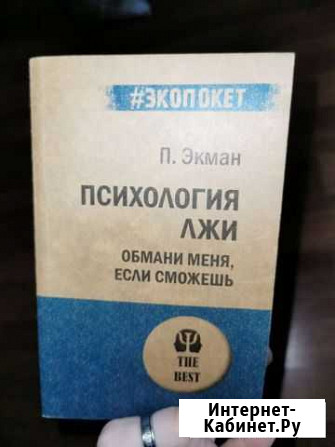 #ЭКОПОКЕТ
П. Экман
ПСИХОЛОГИЯ
ЛЖИ
ОБМАНИ МЕНЯ,
ЕСЛИ СМОЖЕШЬ
THE
BEST
Интернет-
Кабинет.Ру